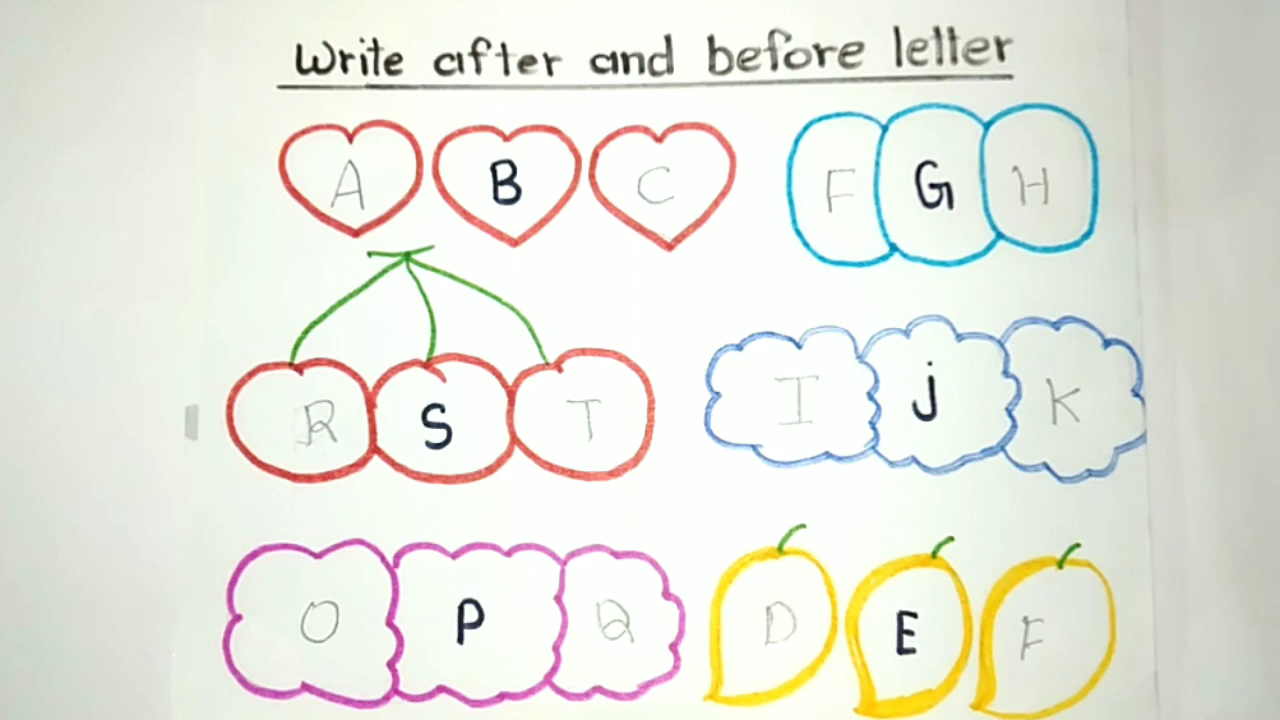 Write after and before letter
A B C
F G H
R S T
I j K
O P Q
D E F